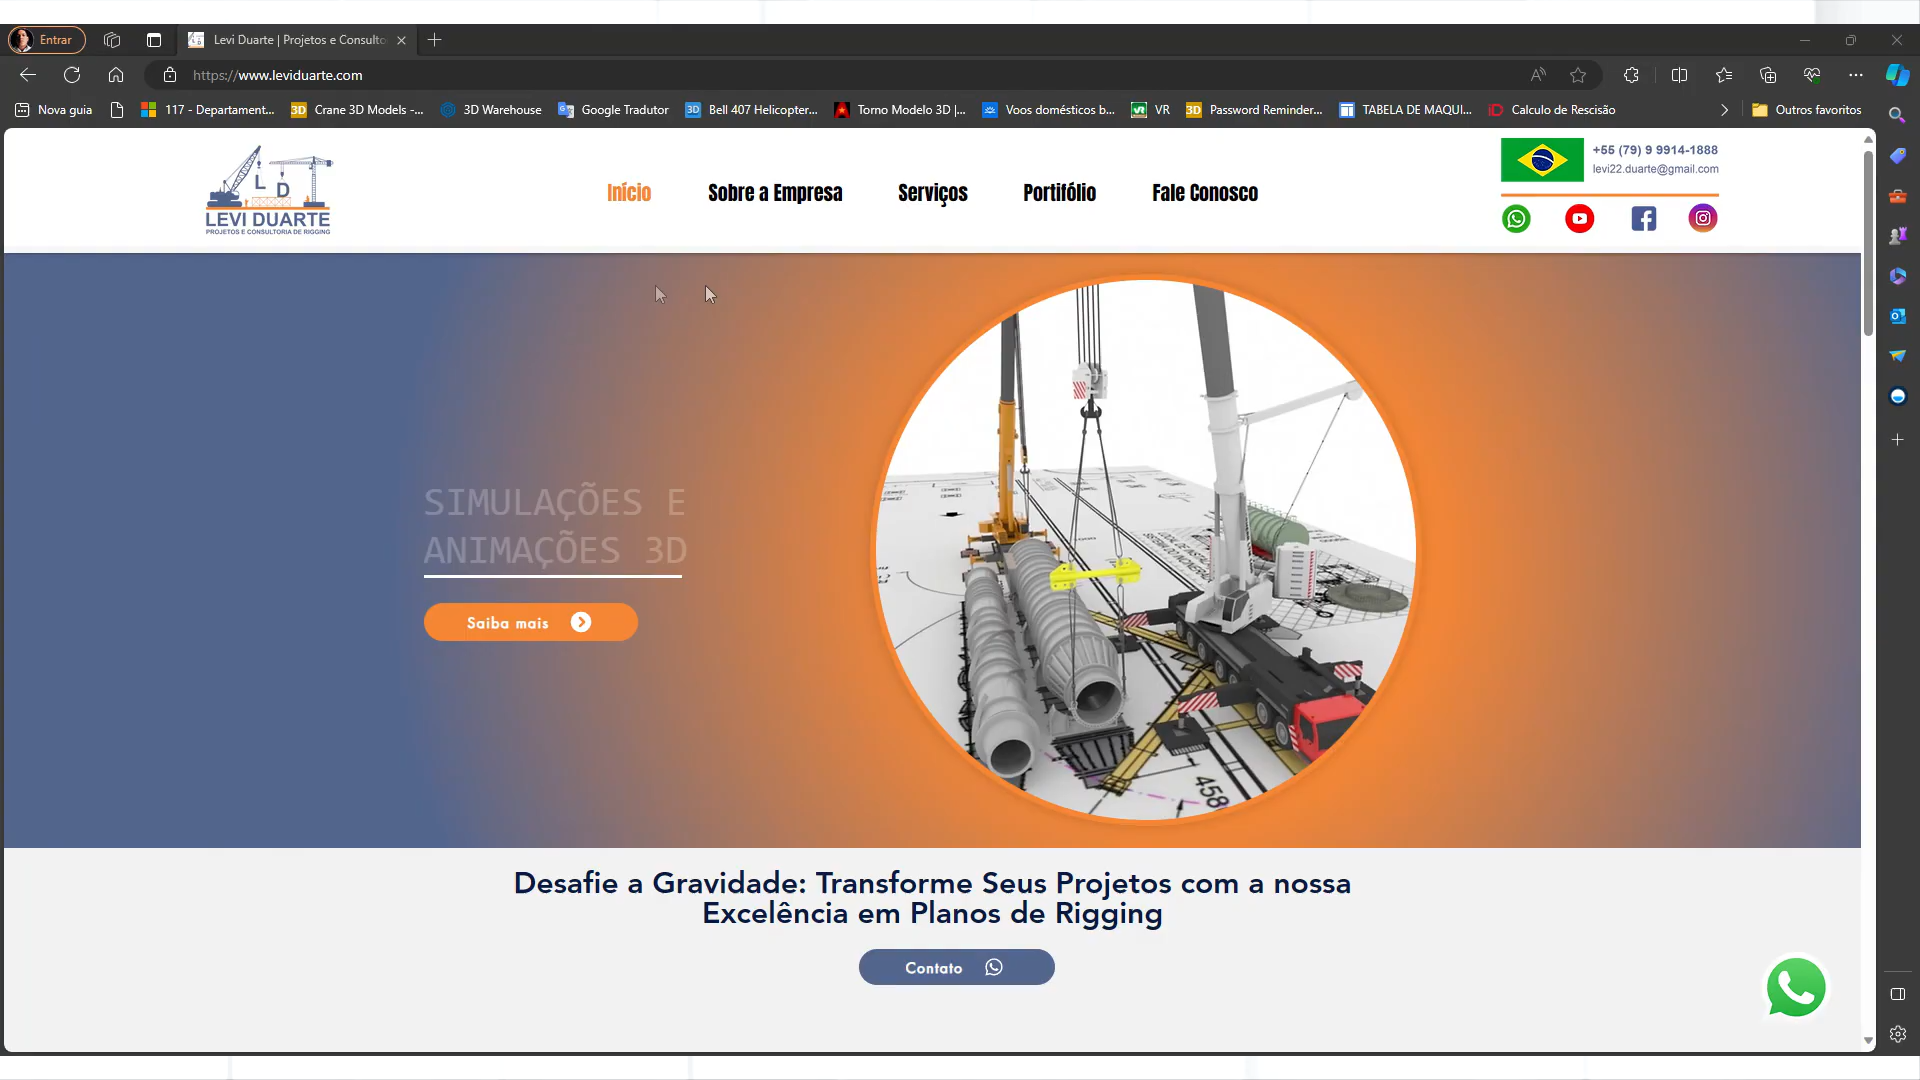 Entrar
Levi Duarte | Projetos e Consulto
https://www.leviduarte.com
Nova guia
117 - Departament...
Crane 3D Models -...
3D Warehouse
Google Tradutor
Bell 407 Helicopter...
Torno Modelo 3D |...
Voos domésticos b...
VR
Password Reminder...
TABELA DE MAQUI...
Calculo de Rescisão
Outros favoritos
L D
LEVI DUARTE
PROJETOS E CONSULTORIA DE RIGGING
Início
Sobre a Empresa
Serviços
Portifólio
Fale Conosco
+55 (79) 9 9914-1888
levi22.duarte@gmail.com
SIMULAÇÕES E
ANIMAÇÕES 3D
Saiba mais
458
Desafie a Gravidade: Transforme Seus Projetos com a nossa
Excelência em Planos de Rigging
Contato